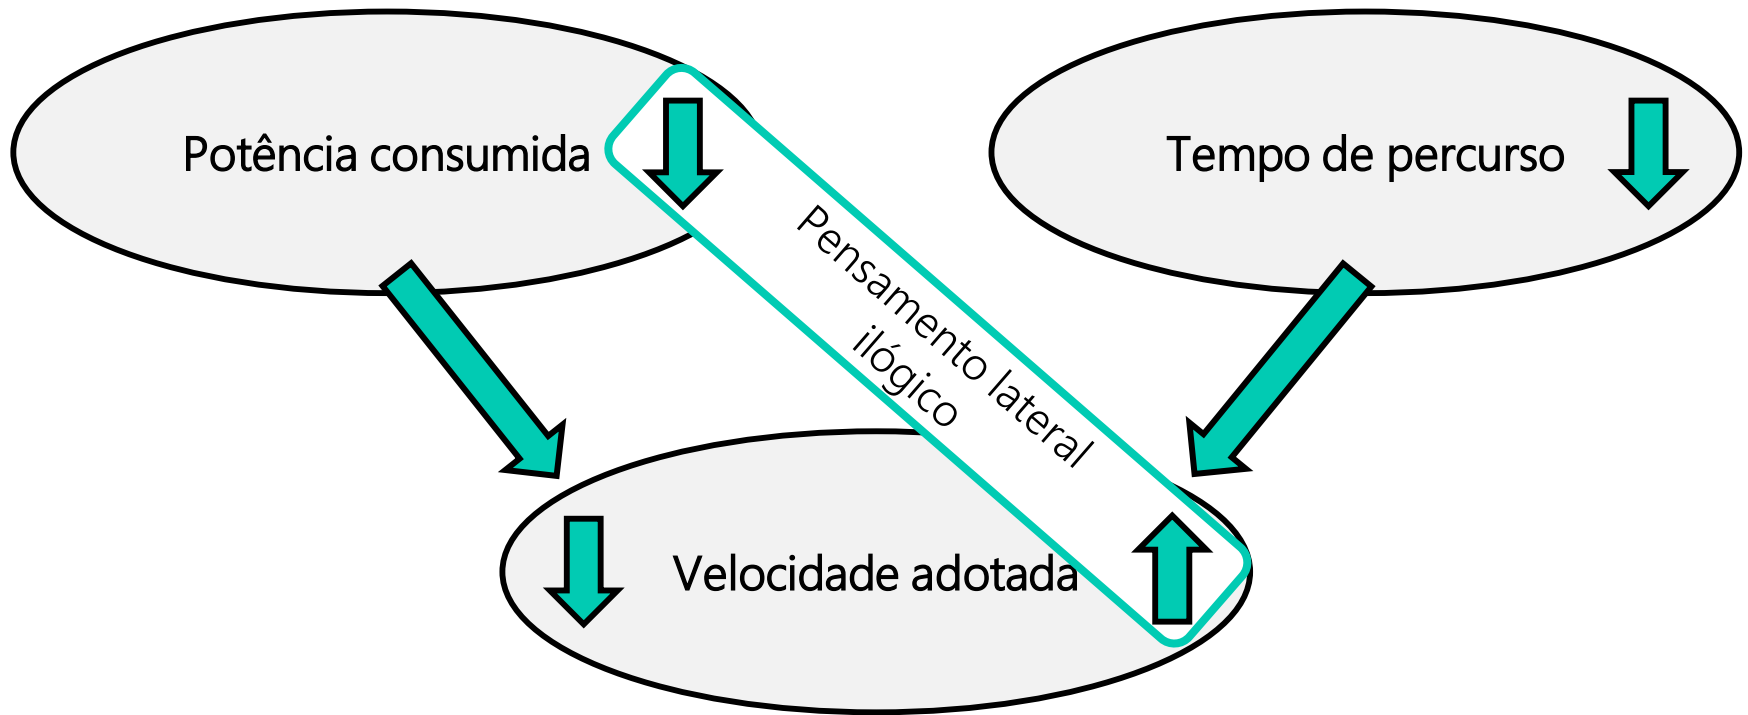 Potência consumida
Tempo de percurso
Pensamento lateral
ilógico
Velocidade adotada